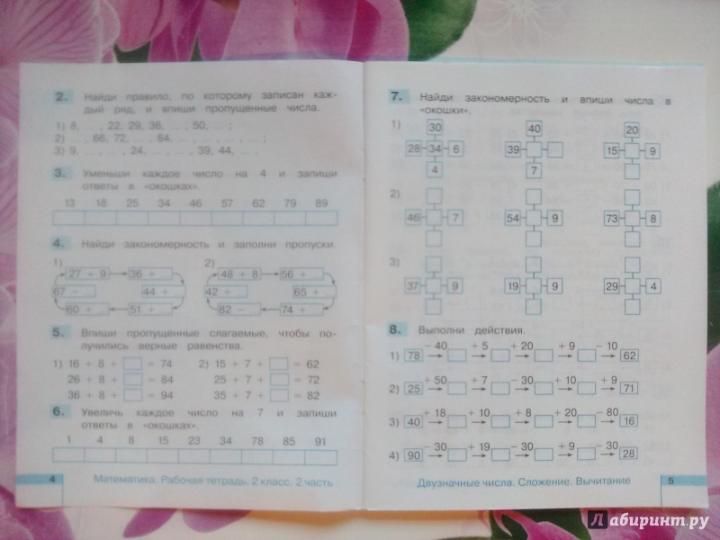 2. Найди правило, по которому записан каж-
дый ряд, и впиши пропущенные числа.
1) 8, ... , 22, 29, 36, ... , 50, ... ;
2) ... , 66, 72, ... , 84, ... , ... , ... , ... ;
3) 9, ... , ... , 24, ... , ... , 39, 44, ...
3. Уменьши каждое число на 4 и запиши
ответы в «окошках».
13 18 25 34 46 57 62 79 89
4. Найди закономерность и заполни пропуски.
1) 2)
27 + 9 36 + 48 + 8 56 +
67 - 44 + 42 + 65 +
60 + 51 + 82 - 74 +
5. Впиши пропущенные слагаемые, чтобы по-
лучились верные равенства.
1) 16 + 8 + = 74 2) 15 + 7 + = 62
26 + 8 + = 84 25 + 7 + = 72
36 + 8 + = 94 35 + 7 + = 82
6. Увеличь каждое число на 7 и запиши
ответы в «окошках».
1 4 8 15 23 34 78 85 91
4 Математика. Рабочая тетрадь. 2 класс. 2 часть
7. Найди закономерность и впиши числа в
«окошки».
1) 30 40 20
28 34 6 39 15 9
4 7
2)
46 7 54 9 73 8
3)
37 9 19 9 29 4
8. Выполни действия.
- 40 + 5 + 20 + 9 - 10
1) 78 62
+ 50 + 7 - 30 + 10 + 9
2) 25 71
+ 18 + 10 + 8 + 20 - 80
3) 40 16
- 30 + 19 - 30 + 9 - 30
4) 90 28
Двузначные числа. Сложение. Вычитание 5
Лабиринт.ру